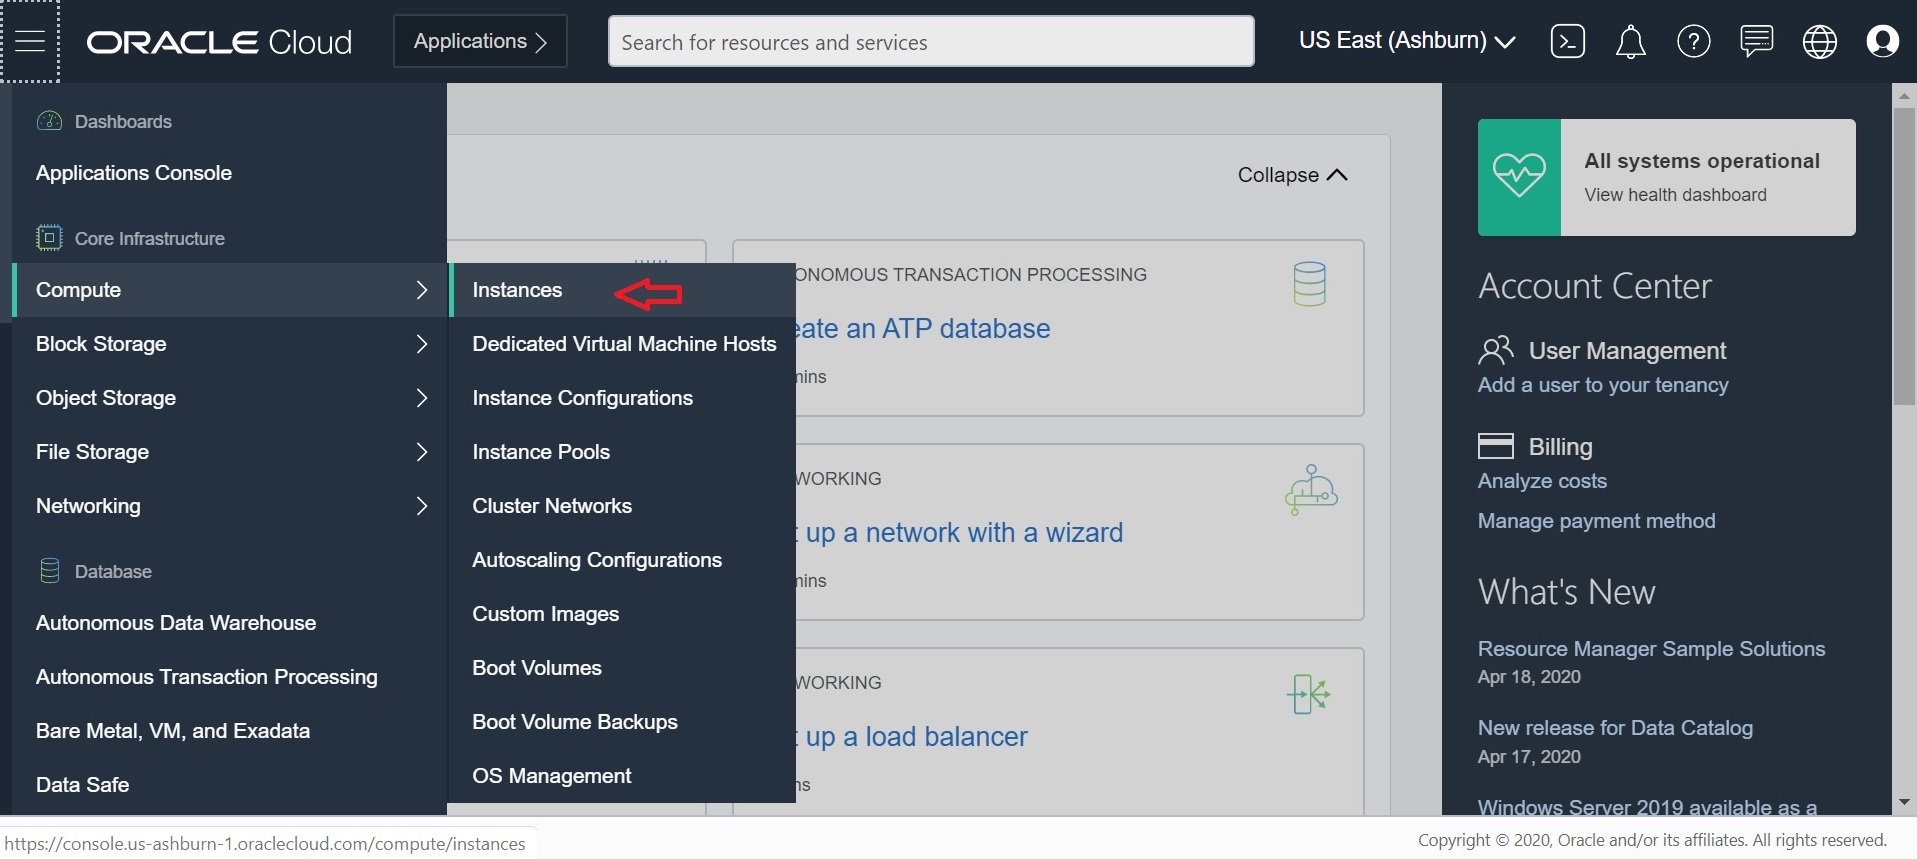 ORACLE Cloud
Applications
Search for resources and services
US East (Ashburn)
Dashboards
Applications Console
Core Infrastructure
Compute
Block Storage
Object Storage
File Storage
Networking
Database
Autonomous Data Warehouse
Autonomous Transaction Processing
Bare Metal, VM, and Exadata
Data Safe
Instances
Dedicated Virtual Machine Hosts
Instance Configurations
Instance Pools
Cluster Networks
Autoscaling Configurations
Custom Images
Boot Volumes
Boot Volume Backups
OS Management
Collapse
ONOMOUS TRANSACTION PROCESSING
eate an ATP database
mins
WORKING
t up a network with a wizard
mins
WORKING
t up a load balancer
ns
All systems operational
View health dashboard
Account Center
User Management
Add a user to your tenancy
Billing
Analyze costs
Manage payment method
What's New
Resource Manager Sample Solutions
Apr 18, 2020
New release for Data Catalog
Apr 17, 2020
Windows Server 2019 available as a
https://console.us-ashburn-1.oraclecloud.com/compute/instances
Copyright © 2020, Oracle and/or its affiliates. All rights reserved.